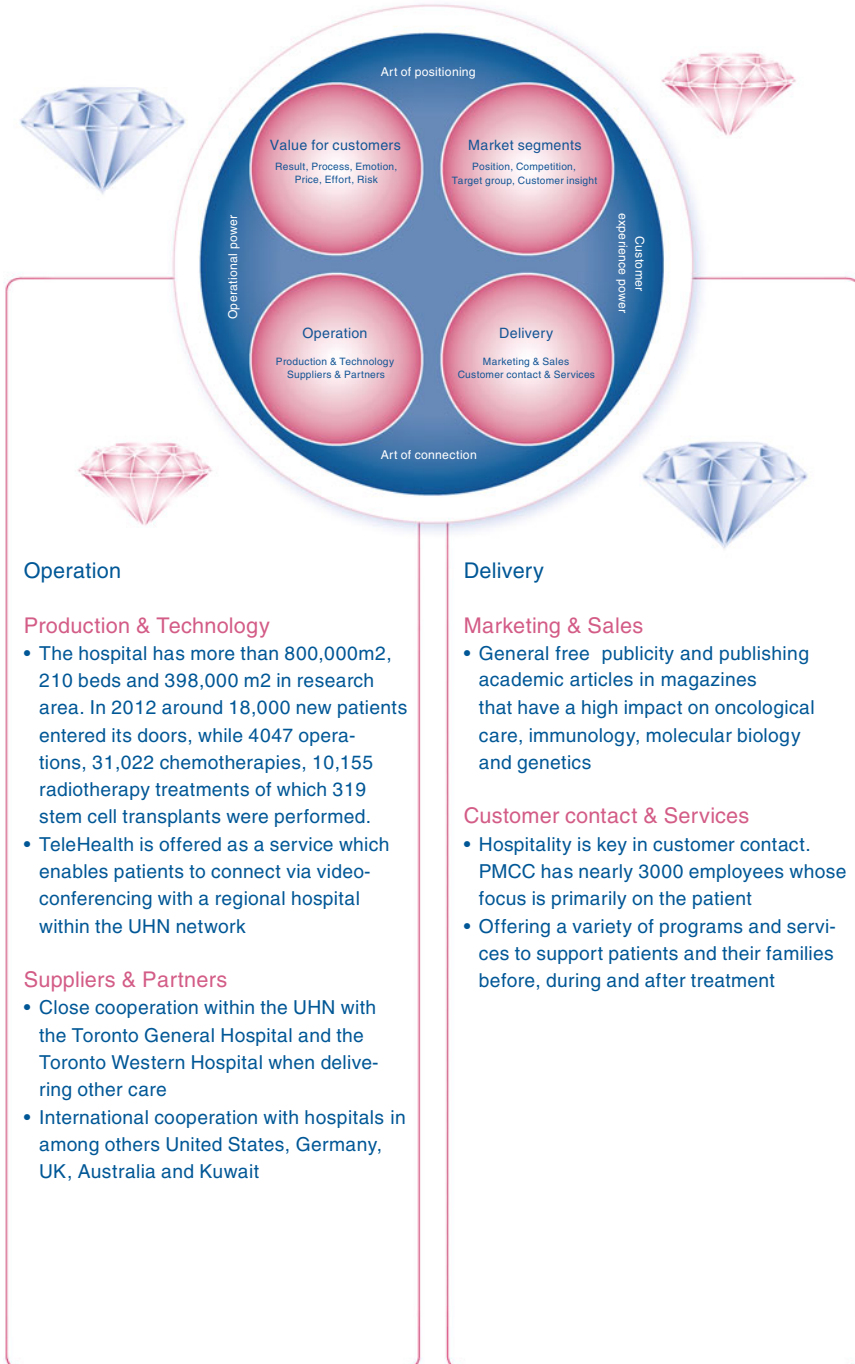 Art of positioning
Value for customers
Result, Process, Emotion,
Price, Effort, Risk
Market segments
Position, Competition,
Target group, Customer insight
Operational power
Customer
experience power
Operation
Production & Technology
Suppliers & Partners
Delivery
Marketing & Sales
Customer contact & Services
Art of connection
Operation
Production & Technology
• The hospital has more than 800,000m2,
210 beds and 398,000 m2 in research
area. In 2012 around 18,000 new patients
entered its doors, while 4047 opera-
tions, 31,022 chemotherapies, 10,155
radiotherapy treatments of which 319
stem cell transplants were performed.
• TeleHealth is offered as a service which
enables patients to connect via video-
conferencing with a regional hospital
within the UHN network
Suppliers & Partners
• Close cooperation within the UHN with
the Toronto General Hospital and the
Toronto Western Hospital when delive-
ring other care
• International cooperation with hospitals in
among others United States, Germany,
UK, Australia and Kuwait
Delivery
Marketing & Sales
• General free  publicity and publishing
academic articles in magazines
that have a high impact on oncological
care, immunology, molecular biology
and genetics
Customer contact & Services
• Hospitality is key in customer contact.
PMCC has nearly 3000 employees whose
focus is primarily on the patient
• Offering a variety of programs and servi-
ces to support patients and their families
before, during and after treatment